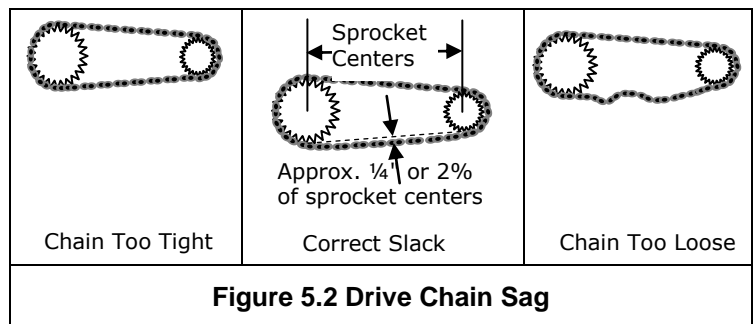 Sprocket
Centers
Approx. ¼' or 2%
of sprocket centers
Chain Too Tight
Correct Slack
Chain Too Loose
Figure 5.2 Drive Chain Sag